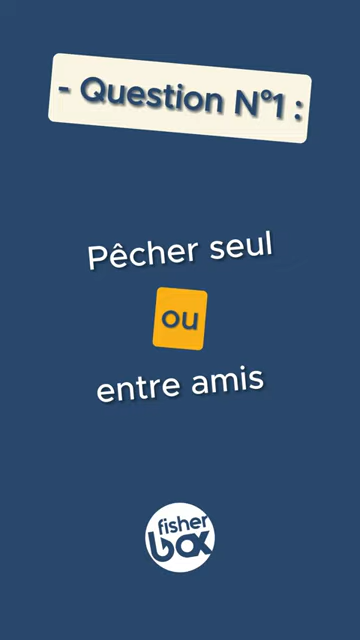 - Question N°1 :
Pêcher seul
ou
entre amis
fisher
box